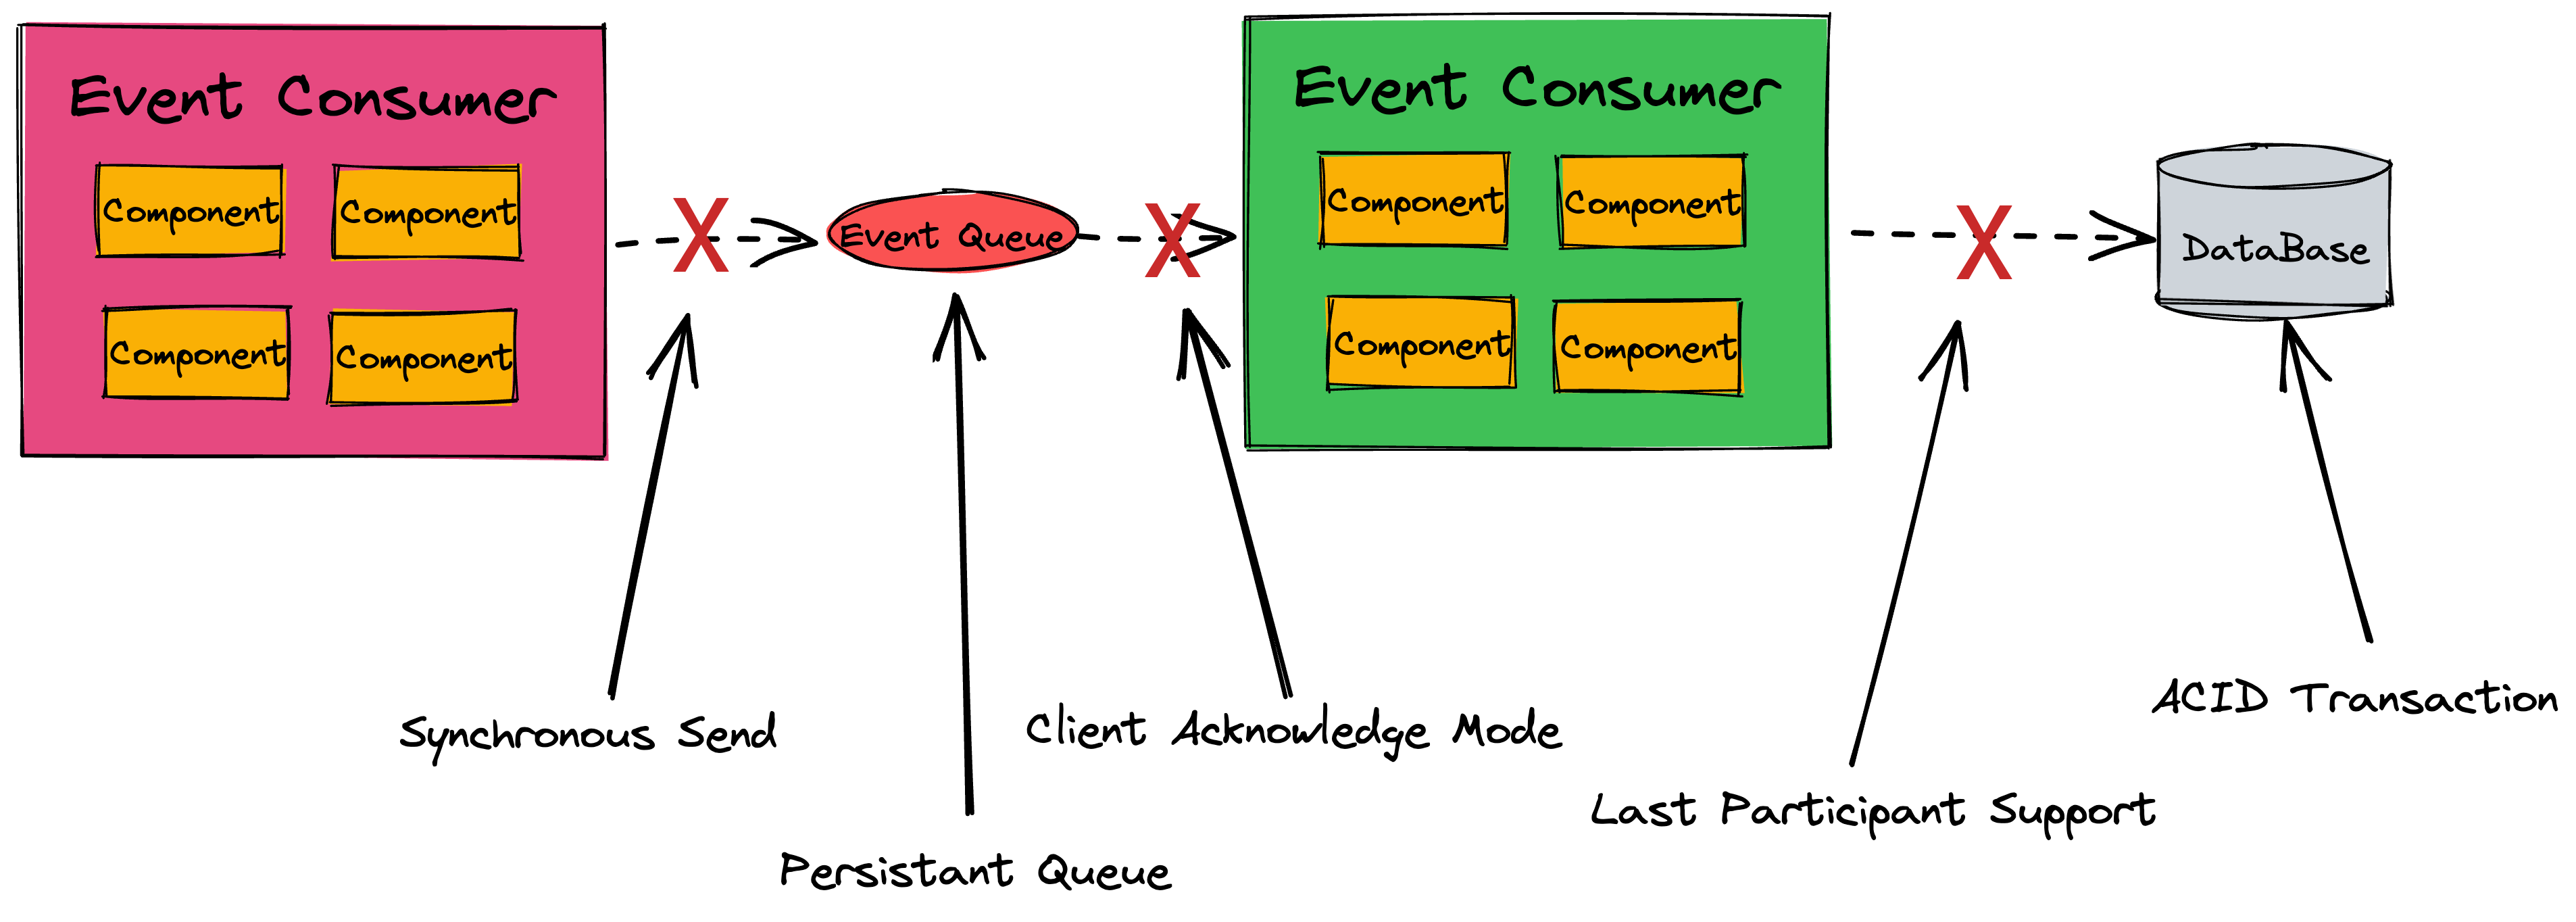 Event Consumer
Component
Component
Component
Component
X
Event Queue
X
Event Consumer
Component
Component
Component
Component
X
DataBase
Synchronous Send
Persistant Queue
Client Acknowledge Mode
Last Participant Support
ACID Transaction